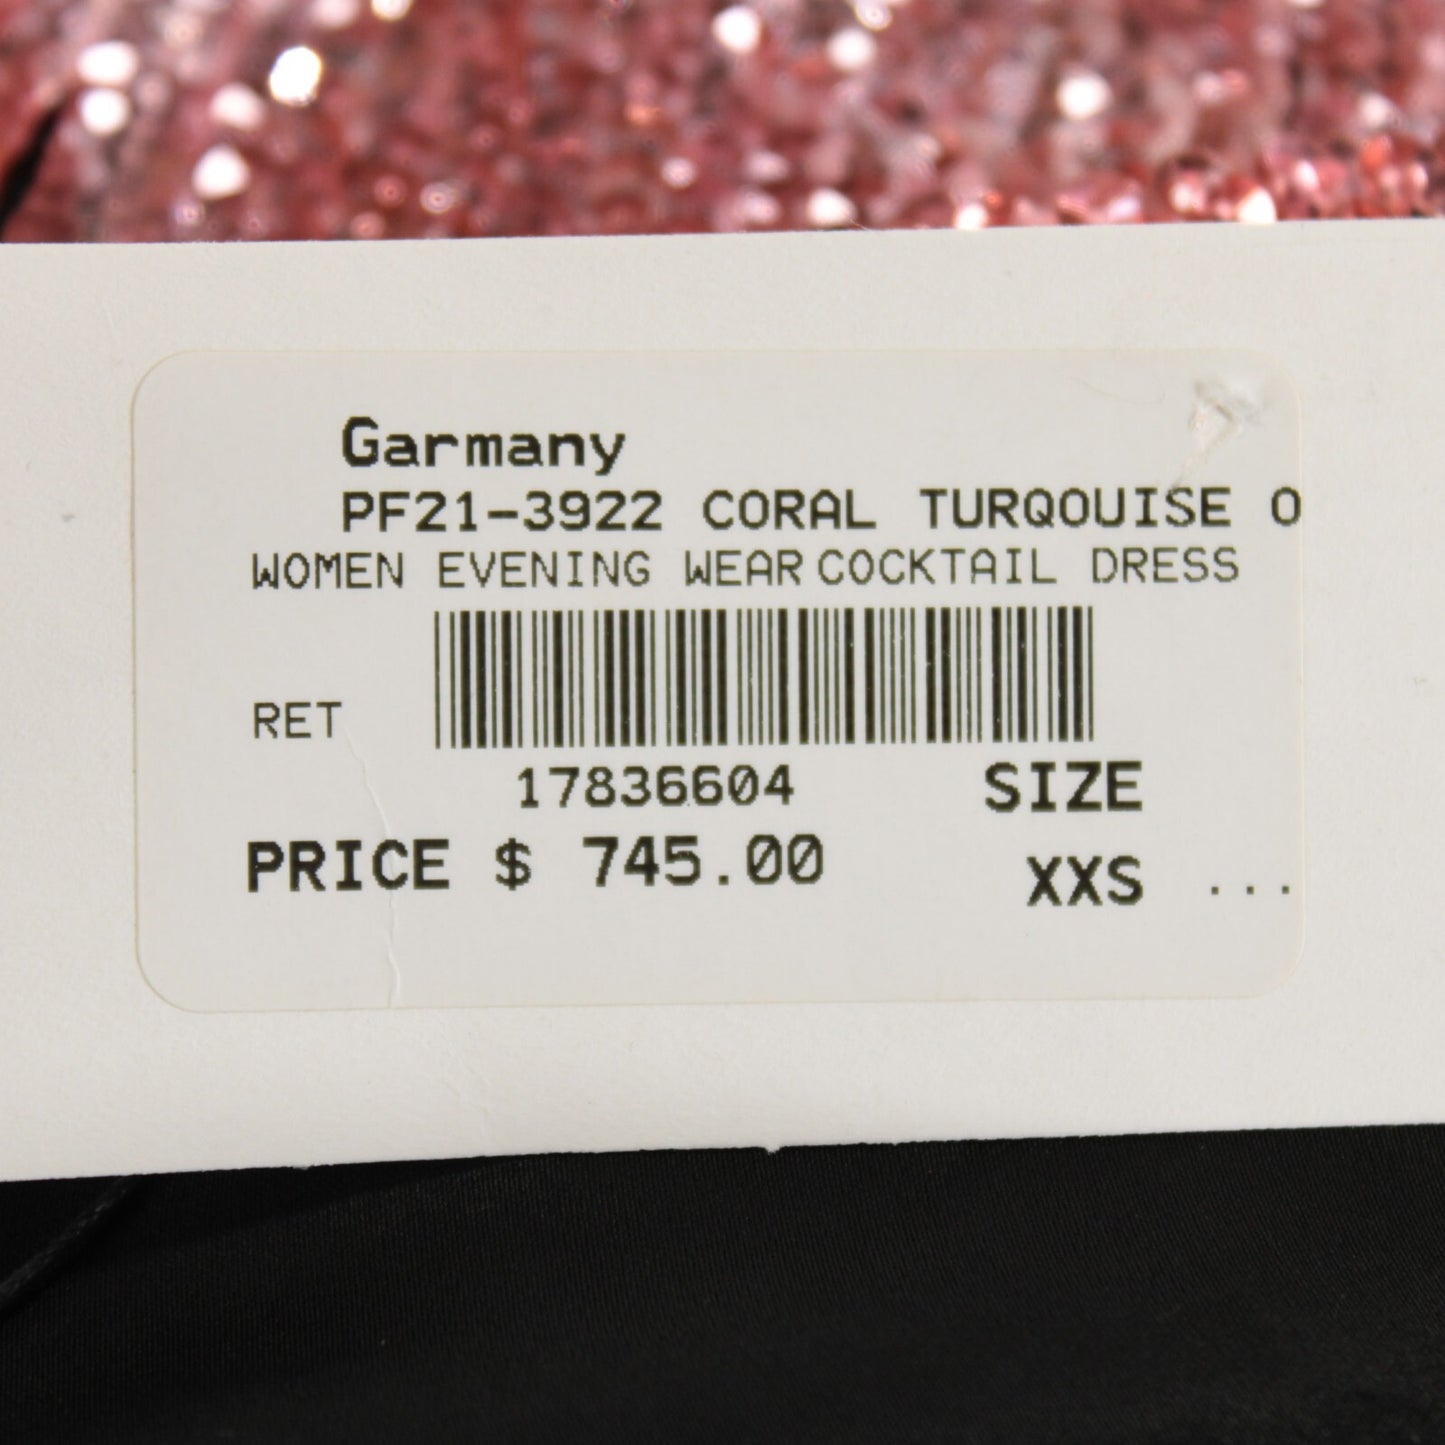 Garmany
PF21-3922 CORAL TURQOUISE O
WOMEN EVENING WEAR COCKTAIL DRESS
RET
17836604 SIZE
PRICE $ 745.00 XXS ...